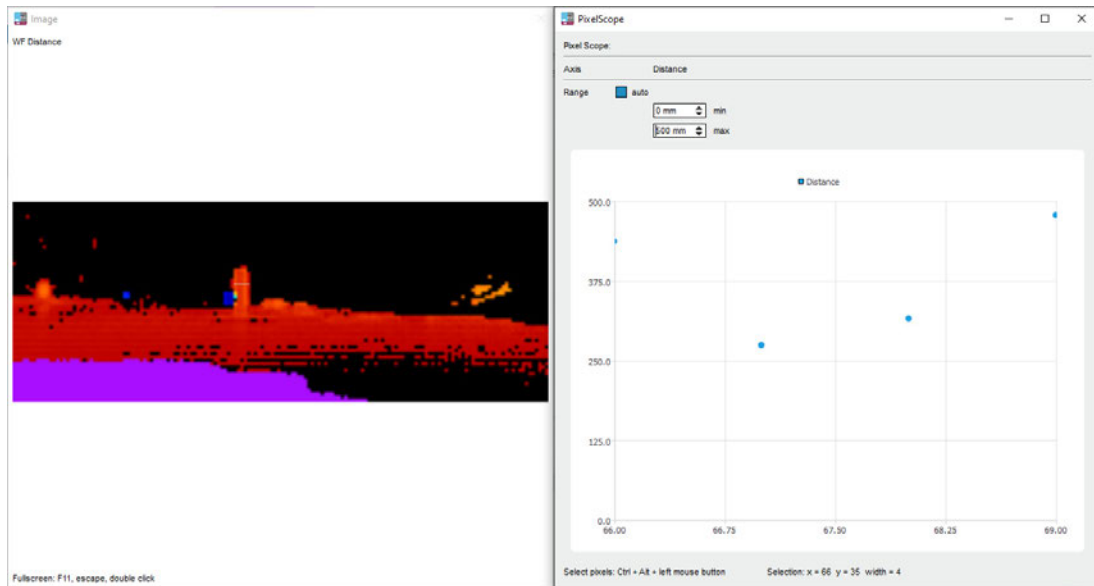 Image
WF Distance
Fullscreen: F11, escape, double click
PixelScope
Pixel Scope:
Axis Distance
Range auto
0 mm min
500 mm max
Distance
500.0
375.0
250.0
125.0
0.0
66.00 66.75 67.50 68.25 69.00
Select pixels: Ctrl + Alt + left mouse button Selection: x = 66 y = 35 width = 4